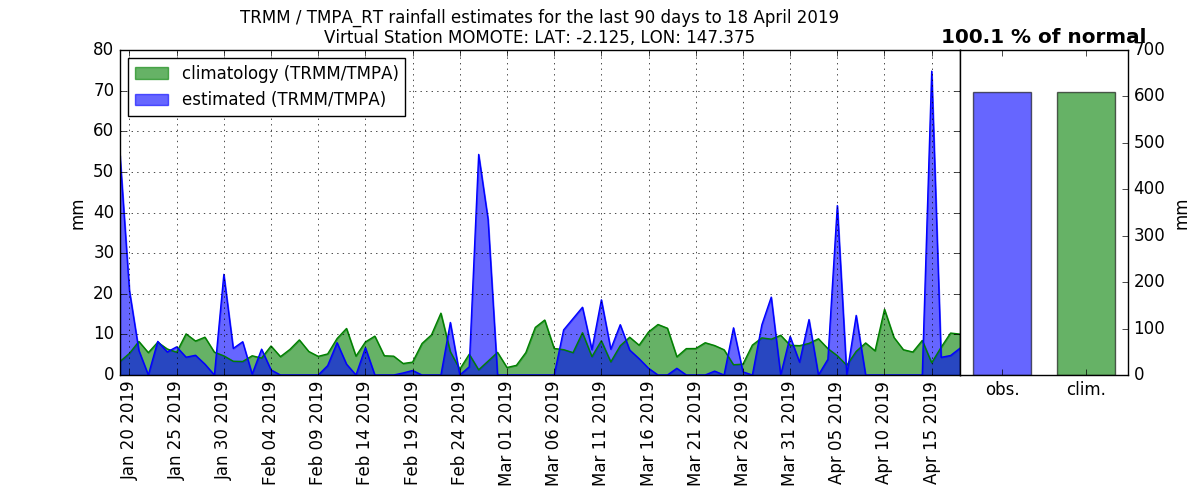 TRMM / TMPA_RT rainfall estimates for the last 90 days to 18 April 2019
Virtual Station MOMOTE: LAT: -2.125, LON: 147.375
100.1 % of normal
climatology (TRMM/TMPA)
estimated (TRMM/TMPA)
mm
80
70
60
50
40
30
20
10
0
Jan 20 2019
Jan 25 2019
Jan 30 2019
Feb 04 2019
Feb 09 2019
Feb 14 2019
Feb 19 2019
Feb 24 2019
Mar 01 2019
Mar 06 2019
Mar 11 2019
Mar 16 2019
Mar 21 2019
Mar 26 2019
Mar 31 2019
Apr 05 2019
Apr 10 2019
Apr 15 2019
700
600
500
400
300
200
100
0
mm
obs.
clim.